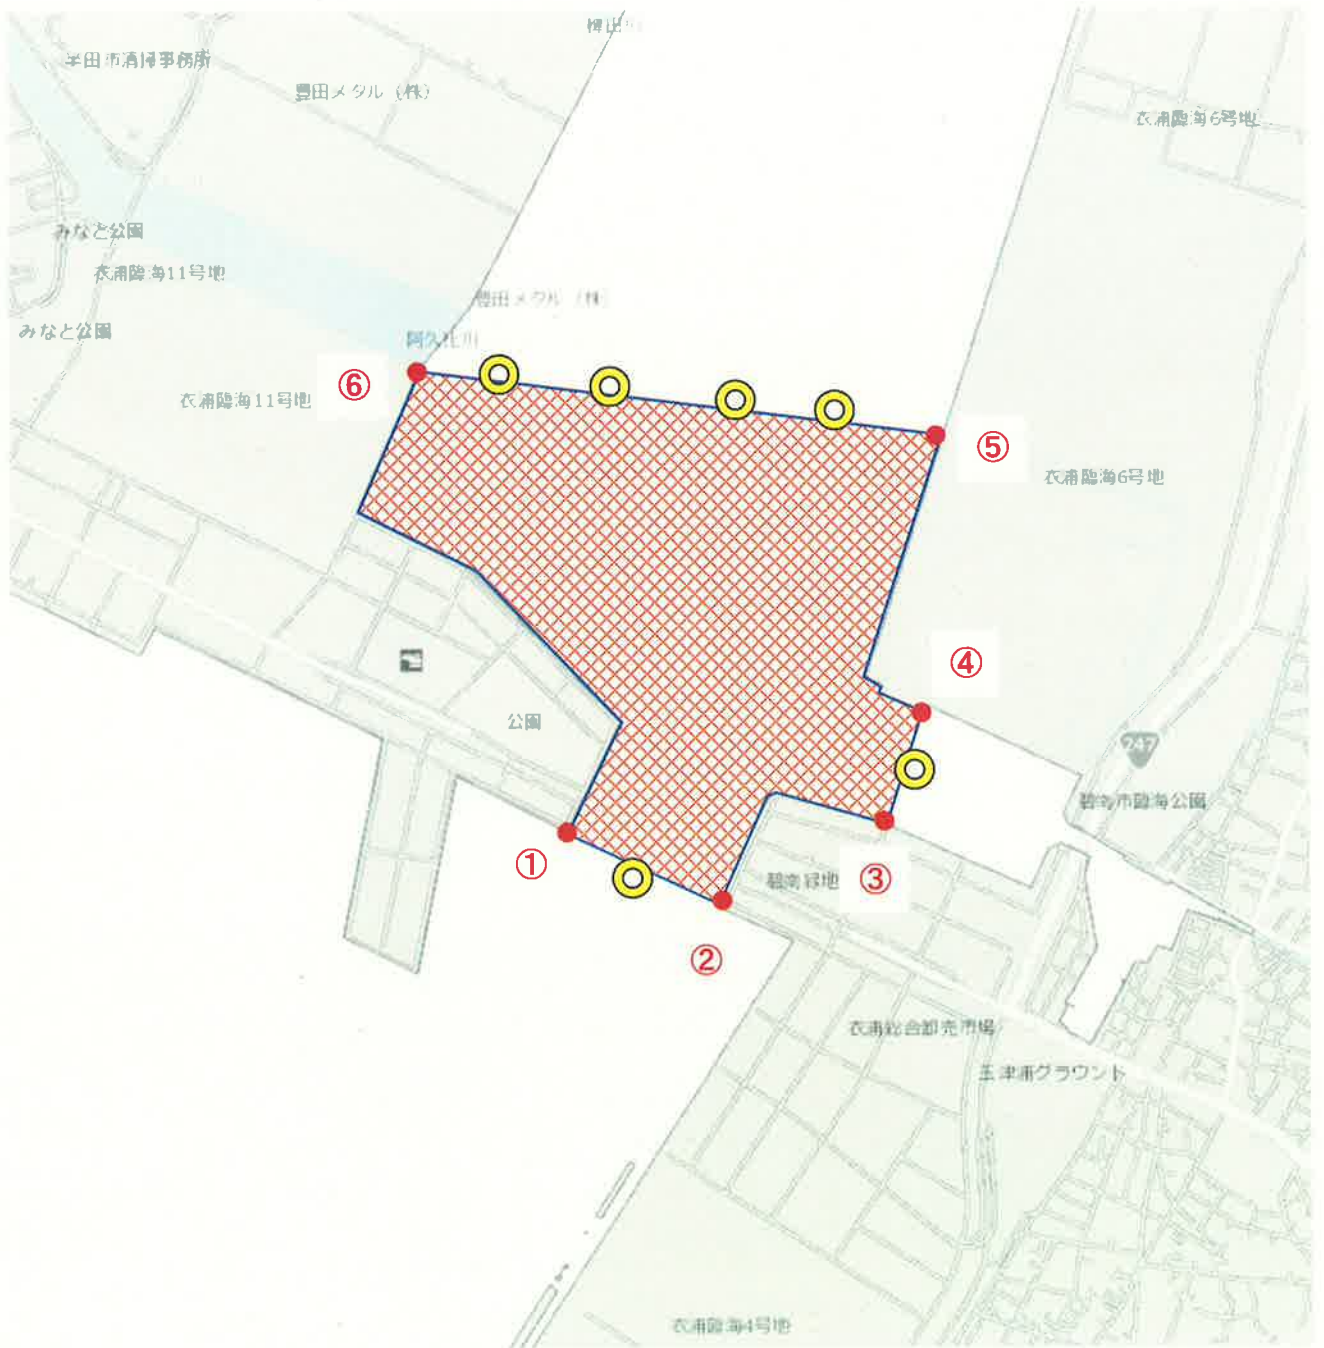 半田市清掃事務所
豊田メタル（株）
衣浦臨海6号地
みなと公園
衣浦臨海11号地
豊田メタル（株）
みなと公園
阿久比川
⑥
衣浦臨海11号地
⑤
衣浦臨海6号地
④
公園
247
碧南市臨海公園
①
碧南緑地
③
②
衣浦総合卸売市場
玉津浦グラウンド
衣浦臨海4号地